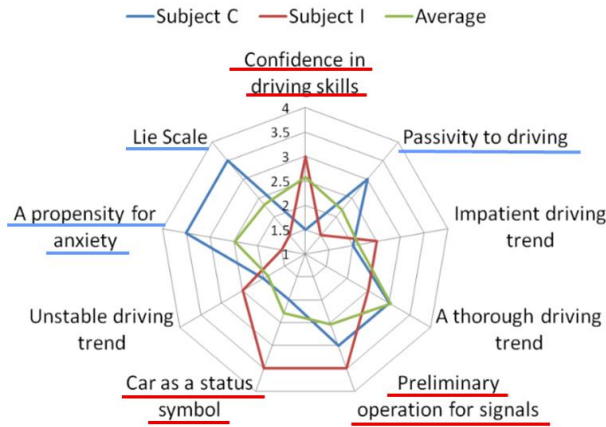 Subject C Subject I Average
Confidence in
driving skills
4
3.5
3
2.5
2
1.5
1
Lie Scale
Passivity to driving
A propensity for
anxiety
Impatient driving
trend
Unstable driving
trend
A thorough driving
trend
Car as a status
symbol
Preliminary
operation for signals